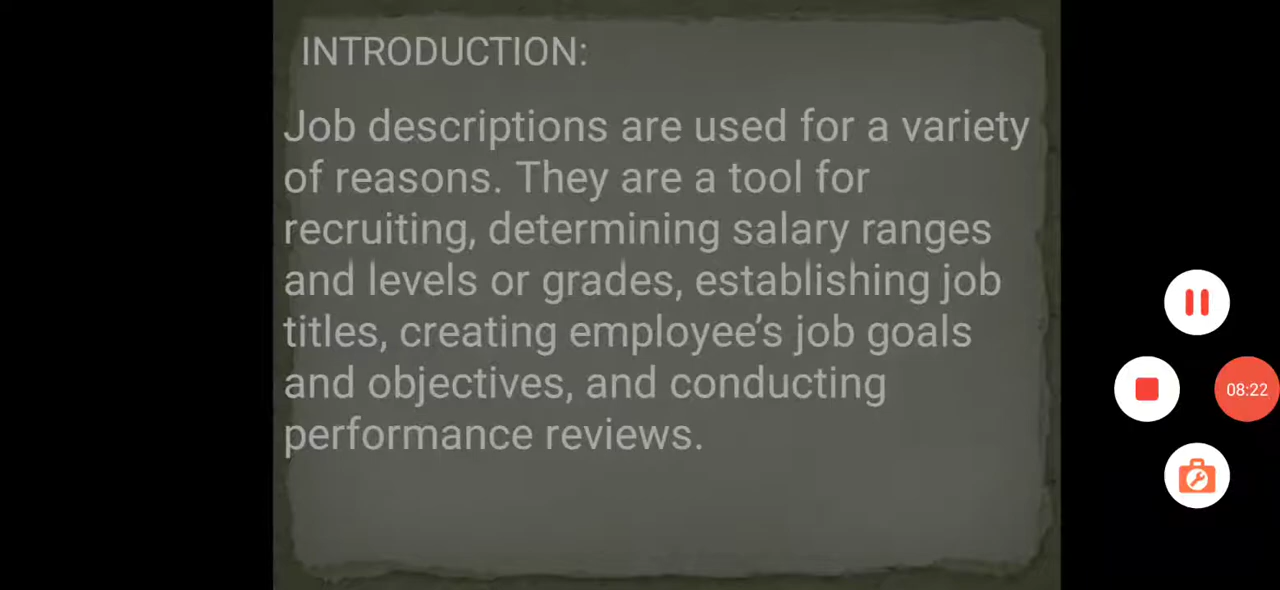 INTRODUCTION:
Job descriptions are used for a variety
of reasons. They are a tool for
recruiting, determining salary ranges
and levels or grades, establishing job
titles, creating employee’s job goals
and objectives, and conducting
performance reviews.
08:22